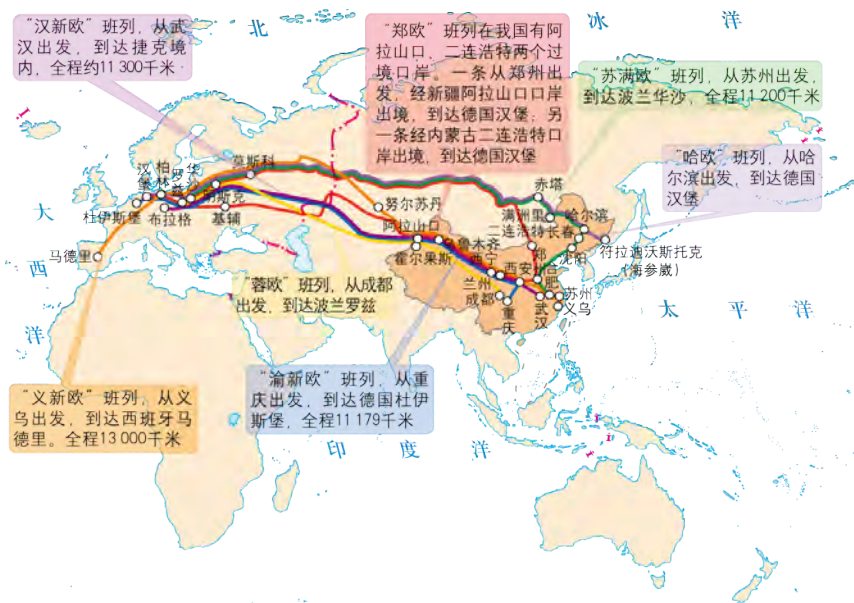 北
冰
洋
“汉新欧”班列，从武
汉出发，到达捷克境
内，全程约11 300千米
“郑欧”班列在我国有阿
拉山口、二连浩特两个过
境口岸。一条从郑州出
发，经新疆阿拉山口口岸
出境，到达德国汉堡；另
一条经内蒙古二连浩特口
岸出境，到达德国汉堡
“苏满欧”班列，从苏州出发，
到达波兰华沙，全程11 200千米
“哈欧”班列，从哈
尔滨出发，到达德国
汉堡
莫斯科
汉堡
柏林
罗兹
华沙
明斯克
杜伊斯堡
布拉格
基辅
努尔苏丹
赤塔
满洲里
哈尔滨
二连浩特
长春
阿拉山口
乌鲁木齐
霍尔果斯
沈阳
符拉迪沃斯托克
(海参崴)
马德里
西宁
西安
郑州
合肥
兰州
成都
苏州
义乌
武汉
重庆
大
西
洋
太
平
洋
“蓉欧”班列，从成都
出发，到达波兰罗兹
“渝新欧”班列，从重
庆出发，到达德国杜伊
斯堡，全程11 179千米
“义新欧”班列，从义
乌出发，到达西班牙马
德里。全程13 000千米
印
度
洋